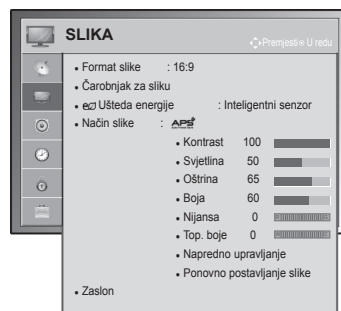 SLIKA
Premjesti U redu
• Format slike : 16:9
• Čarobnjak za sliku
• eco Ušteda energije : Inteligentni senzor
• Način slike : APS
• Kontrast 100
• Svjetlina 50
• Oštrina 65
• Boja 60
• Nijansa 0
• Top. boje 0
• Napredno upravljanje
• Ponovno postavljanje slike
• Zaslon